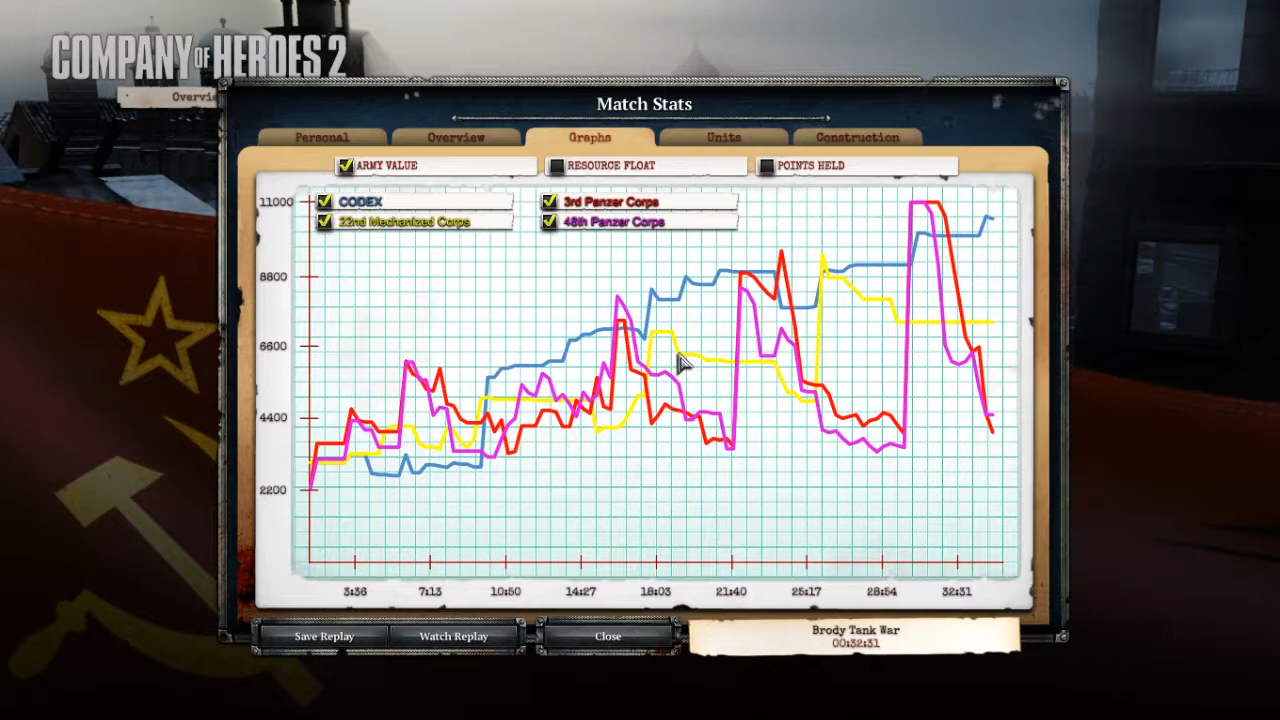 COMPANY OF HEROES 2
Match Stats
Personal Overview Graphs Units Construction
ARMY VALUE RESOURCE FLOAT POINTS HELD
CODEX 3rd Panzer Corps
22nd Mechanized Corps 48th Panzer Corps
11000
8800
6600
4400
2200
3:36 7:13 10:50 14:27 18:03 21:40 25:17 28:54 32:31
Save Replay Watch Replay Close
Brody Tank War
00:32:31